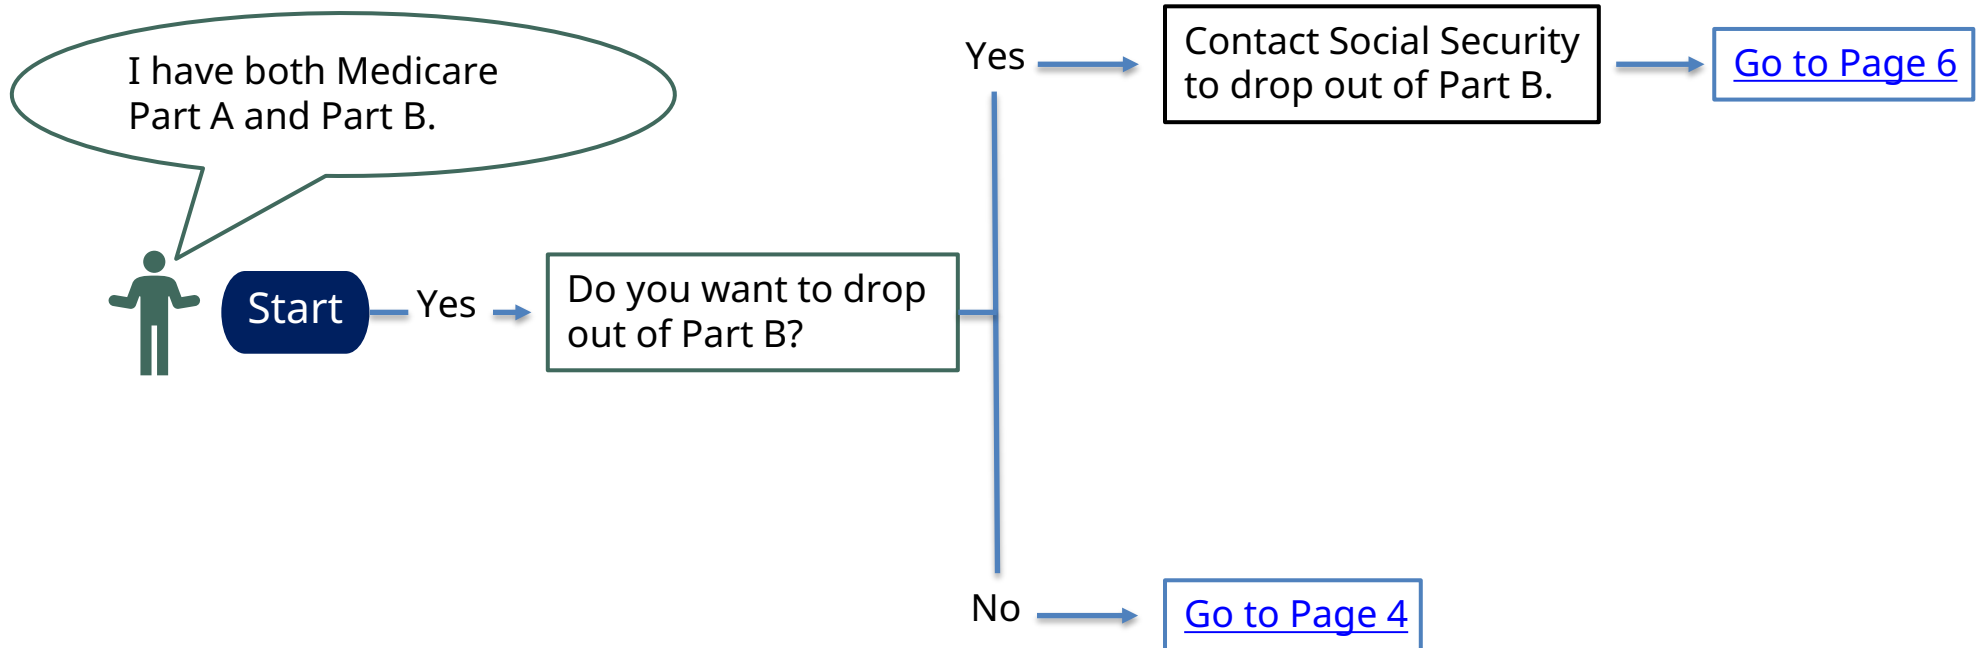 I have both Medicare
Part A and Part B.
Start
Yes
Do you want to drop
out of Part B?
Yes
Contact Social Security
to drop out of Part B.
Go to Page 6
No
Go to Page 4